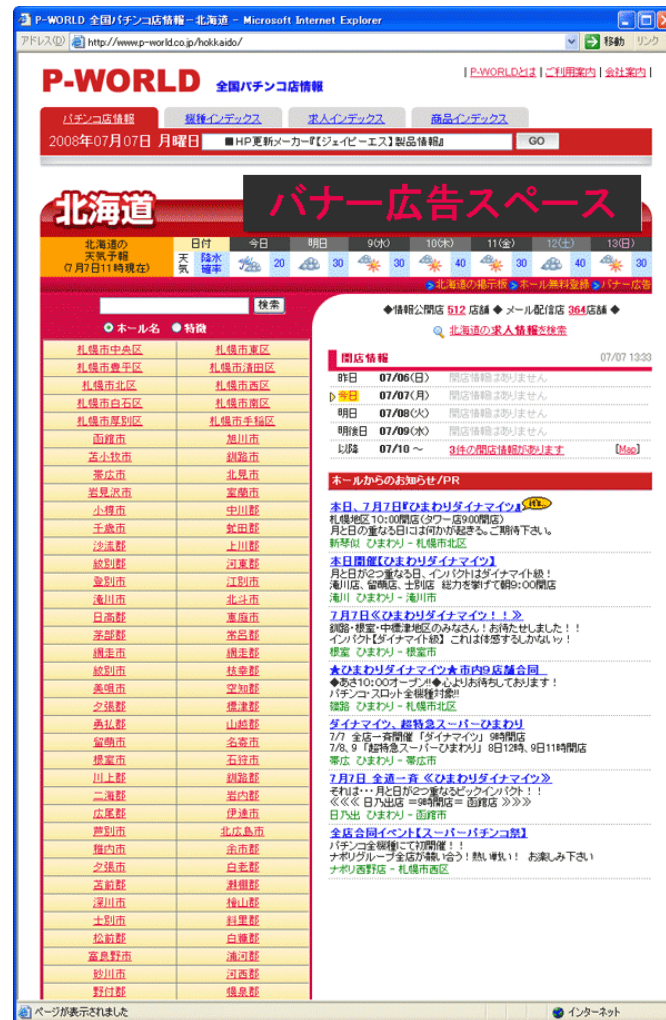 P-WORLD 全国パチンコ店情報－北海道 - Microsoft Internet Explorer
アドレス(D) http://www.p-world.co.jp/hokkaido/ 移動 リンク
P-WORLD 全国パチンコ店情報
| P-WORLDとは | ご利用案内 | 会社案内 |
パチンコ店情報 機種インデックス 求人インデックス 商品インデックス
2008年07月07日 月曜日 ■HP更新メーカー『【ジェイピーエス】製品情報』 GO
北海道 バナー広告スペース
北海道の天気予報 日付 今日 明日 9(水) 10(木) 11(金) 12(土) 13(日)
(7月7日11時現在) 天気 降水確率 20 30 30 40 30 40 30
>北海道の掲示板 >ホール無料登録 >バナー広告
検索
ホール名 特徴
◆情報公開店 512 店舗 ◆ メール配信店 364店舗 ◆
北海道の求人情報を検索
札幌市中央区 札幌市東区
札幌市豊平区 札幌市清田区
札幌市北区 札幌市西区
札幌市白石区 札幌市南区
札幌市厚別区 札幌市手稲区
函館市 旭川市
苫小牧市 釧路市
帯広市 北見市
岩見沢市 室蘭市
小樽市 中川郡
千歳市 虻田郡
沙流郡 上川郡
紋別郡 河東郡
登別市 江別市
滝川市 北斗市
日高郡 恵庭市
茅部郡 常呂郡
網走市 網走郡
紋別市 枝幸郡
美唄市 空知郡
夕張郡 標津郡
勇払郡 山越郡
留萌市 名寄市
根室市 石狩市
川上郡 釧路郡
二海郡 岩内郡
広尾郡 伊達市
芦別市 北広島市
稚内市 余市郡
夕張市 白老郡
苫前郡 瀬棚郡
深川市 檜山郡
士別市 斜里郡
松前郡 白糠郡
富良野市 浦河郡
砂川市 河西郡
野付郡 幌泉郡
開店情報 07/07 13:33
昨日 07/06(日) 開店情報はありません
今日 07/07(月) 開店情報はありません
明日 07/08(火) 開店情報はありません
明後日 07/09(水) 開店情報はありません
以降 07/10 ～ 3件の開店情報があります [Map]
ホールからのお知らせ/PR
本日、7月7日『ひまわりダイナマイツ』
札幌地区10:00開店(タワー店9:00開店)
月と日の重なる日には何かが起きる。ご期待下さい。
新琴似 ひまわり - 札幌市北区
本日開催【ひまわりダイナマイツ】
月と日が2つ重なる日、インパクトはダイナマイト級！
滝川店、留萌店、士別店 総力を挙げて朝9:00開店
滝川 ひまわり - 滝川市
7月7日《ひまわりダイナマイツ！！》
釧路・根室・中標津地区のみなさん！お待たせしました！！
インパクト【ダイナマイト級】 これは体感するしかないッ！
根室 ひまわり - 根室市
★ひまわりダイナマイツ★市内9店舗合同
◆あさ10:00オープン!!◆心よりお待ちしております！
パチンコ・スロット全機種対象!!
篠路 ひまわり - 札幌市北区
ダイナマイツ、超特急スーパーひまわり
7/7 全店一斉開催 「ダイナマイツ」 9時開店
7/8、9 「超特急スーパーひまわり」 8日12時、9日11時開店
帯広 ひまわり - 帯広市
7月7日 全道一斉 《ひまわりダイナマイツ》
それは・・・月と日が2つ重なるビックインパクト！！
《《《 日乃出店 =9時開店= 函館店 》》》
日乃出 ひまわり - 函館市
全店合同イベント【スーパーパチンコ祭】
パチンコ全機種にて初開催！！
ナポリグループ全店が競い合う！熱い戦い！ お楽しみ下さい
ナポリ西野店 - 札幌市西区
ページが表示されました インターネット